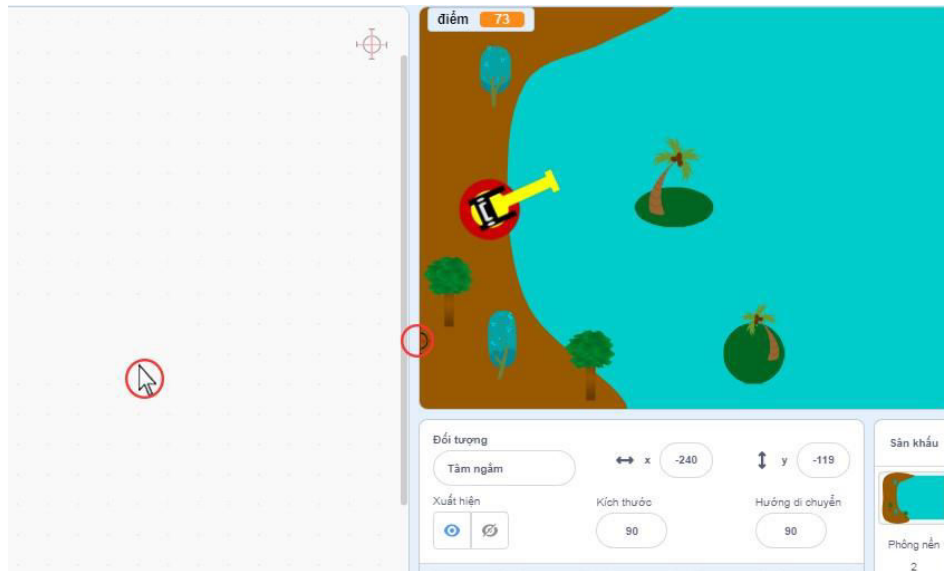 điểm 73
Đối tượng
Tâm ngắm
x -240
y -119
Xuất hiện
Kích thước
90
Hướng di chuyển
90
Sân khấu
Phông nền
2